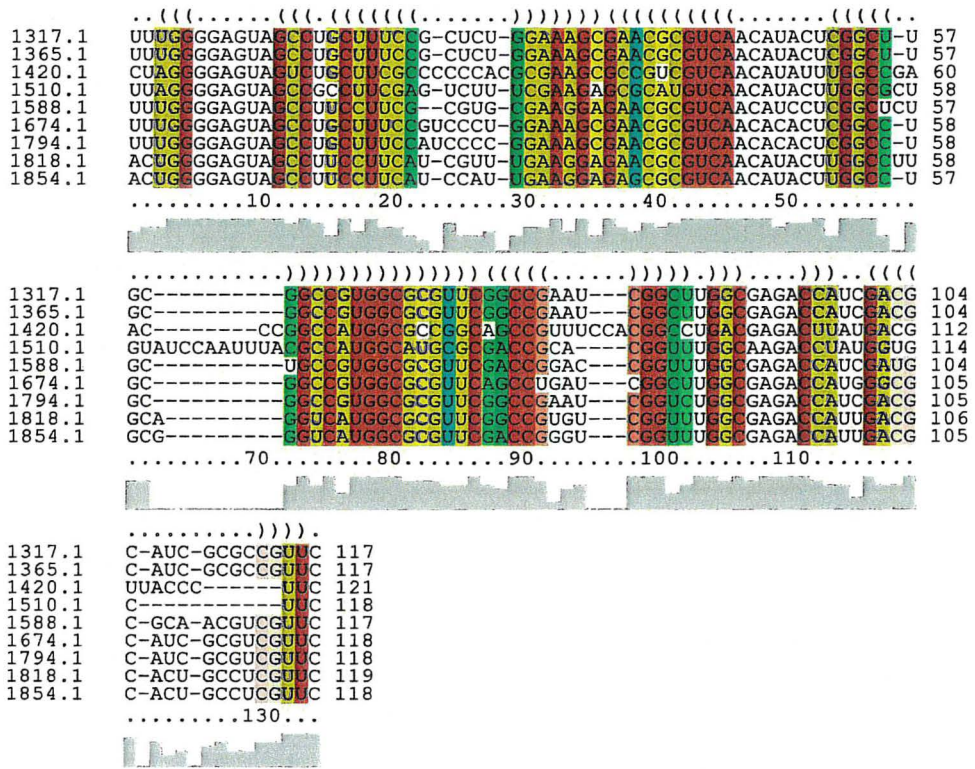 ..(((......(((.(((((((.......)))))))((((((((((.......(((((..
1317.1 UUUGGGGAGUAGCCUGCUUUCCG-CUCU-GGAAAGCGAACGCGUCAACAUACUCGGCU-U 57
1365.1 UUUGGGGAGUAGCCUGCUUUCCG-CUCU-GGAAAGCGAACGCGUCAACAUACUCGGCU-U 57
1420.1 CUAGGGGAGUAGUCUGCUUCGCCCCCCACGCGAAGCGCCGUCGUCAACAUAUUUGGCCGA 60
1510.1 UUAGGGGAGUAGCCGCCUUCGAG-UCUU-UCGAAGAGCGCAUGUCAACAUACUUGGCGCU 58
1588.1 UUUGGGGAGUAGCCUGCUUUCG--CGUG-UGAAAGCGAACGCGUCAACAUCCUCGGCUCU 57
1674.1 UUUGGGGAGUAGCCUGCUUUCCGUCCCU-GGAAAGCGAACGCGUCAACACACUCGGCC-U 58
1794.1 UUUGGGGAGUAGCCUGCUUUCCAUCCCC-GGAAAGCGAACGCGUCAACAUACUCGGCC-U 58
1818.1 ACUGGGGAGUAGCCUUCCUUCAU-CGUU-UGAAGGAGAACGCGUCAACAUACUUGGCCUU 58
1854.1 ACUGGGGAGUAGCCUUCCUUCAU-CCAU-UGAAGGAGAGCGCGUCAACAUACUUGGCC-U 57
.........10........20........30........40........50.........
............)))))))))))))))(((((......))))).)))....)))..((((
1317.1 GC----------GGCCGUGGCGCGUUCGGCCGAAU---CGGCUUGGCGAGACCAUCGACG 104
1365.1 GC----------GGCCGUGGCGCGUUCGGCCGAAU---CGGCUUGGCGAGACCAUCGACG 104
1420.1 AC--------CCGGCCAUGGCGCCGGCAGCCGUUUCCACGGCCUGACGAGACUUAUGACG 112
1510.1 GUAUCCAAUUUAGGCCAUGGCGAUGCGGACCGCA----CGGUUUGGCAAGACCUAUGGUG 114
1588.1 GC----------UGCCGUGGCGCGUUCGACCGGAC---CGGUUUGGCGAGACCAUCGAUG 104
1674.1 GC----------GGCCGUGGCGCGUUCAGCCUGAU---CGGCUUGGCGAGACCAUGGGCG 105
1794.1 GC----------GGCCGUGGCGCGUUCGGCCGAAU---CGGCUUGGCGAGACCAUCGACG 105
1818.1 GCA---------GGUCAUGGCGCGUUCGACCGUGU---CGGUUUGGCGAGACCAUUGACG 106
1854.1 GCG---------GGUCAUGGCGCGUUCGACCGGGU---CGGUUUGGCGAGACCAUUGACG 105
.........70........80........90.......100.......110.........
..........)))).
1317.1 C-AUC-GCGCCGUUC 117
1365.1 C-AUC-GCGCCGUUC 117
1420.1 UUACCC------UUC 121
1510.1 C-----------UUC 118
1588.1 C-GCA-ACGUCGUUC 117
1674.1 C-AUC-GCGUCGUUC 118
1794.1 C-AUC-GCGUCGUUC 118
1818.1 C-ACU-GCCUCGUUC 119
1854.1 C-ACU-GCCUCGUUC 118
.........130...